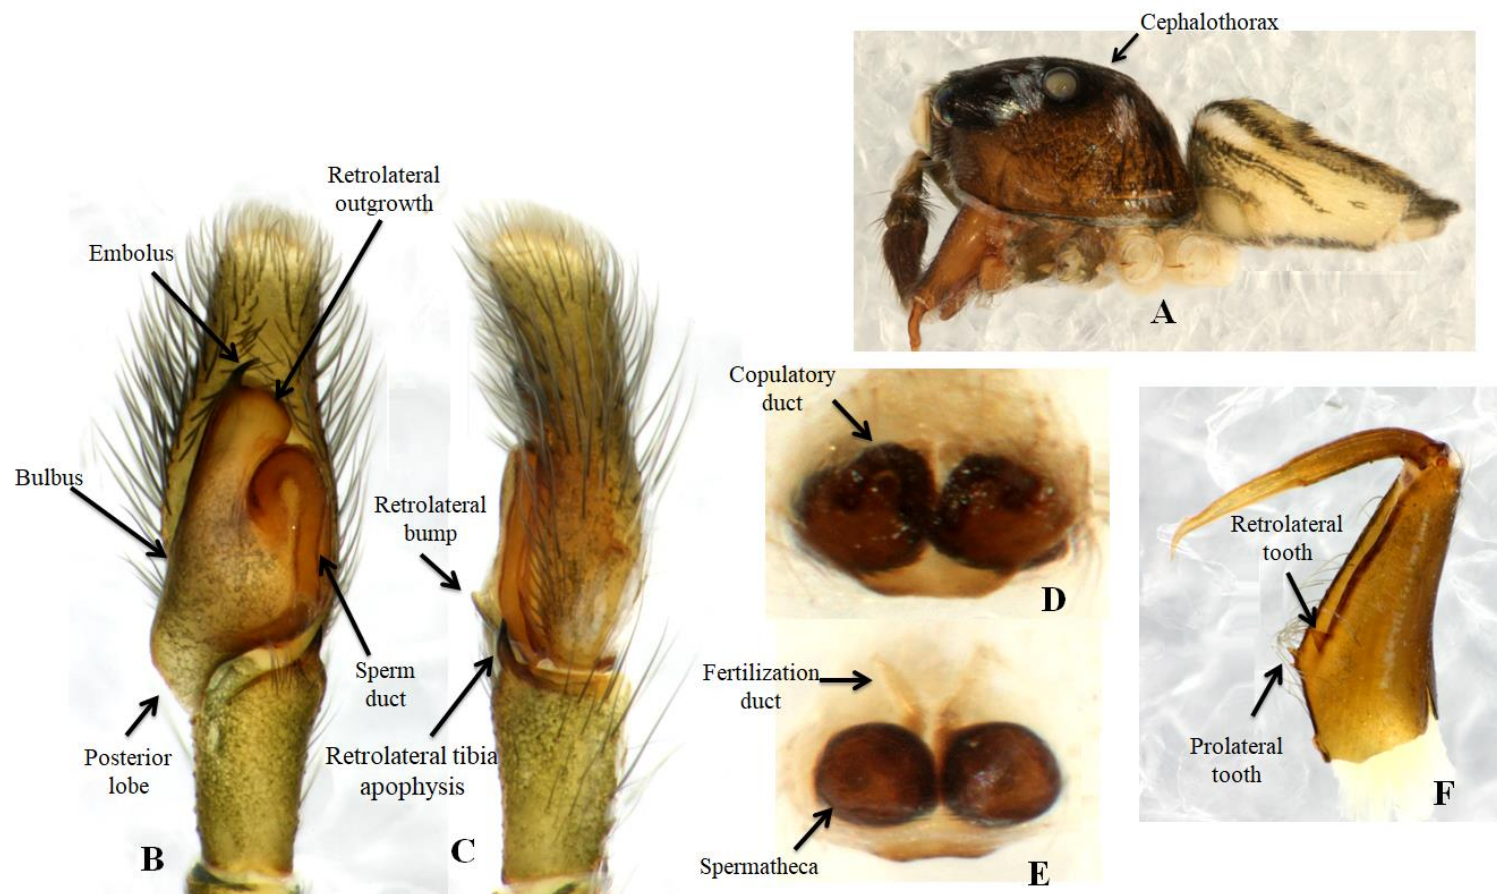 Cephalothorax
A
Retrolateral
outgrowth
Embolus
Bulbus
Posterior
lobe
Sperm
duct
B
Retrolateral
bump
Retrolateral tibia
apophysis
C
Copulatory
duct
D
Fertilization
duct
Spermatheca
E
Retrolateral
tooth
Prolateral
tooth
F